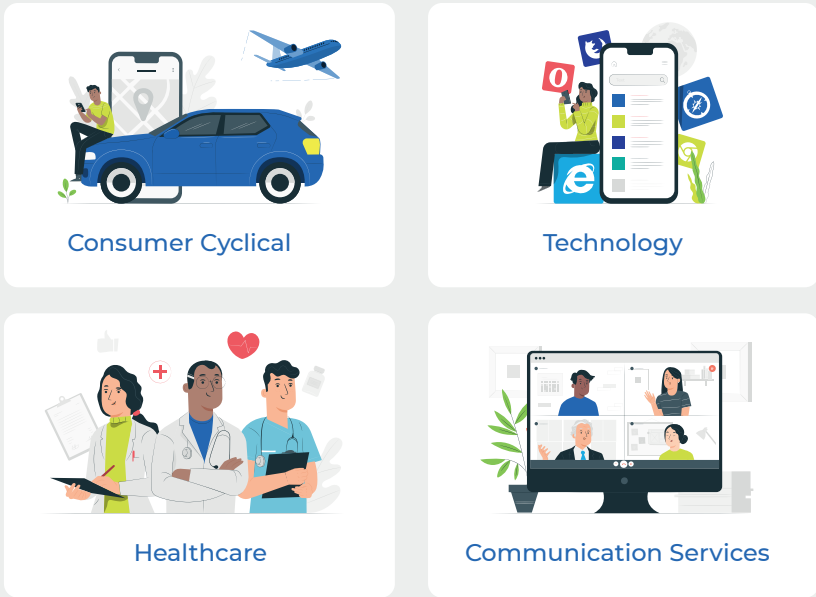 Consumer Cyclical
Technology
Healthcare
Communication Services